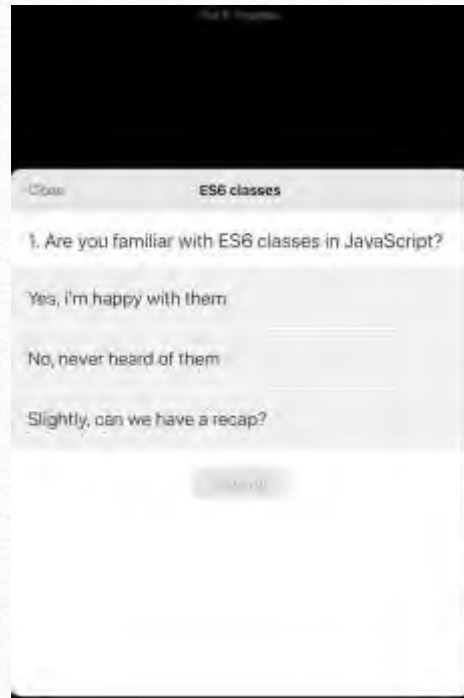 Close
ES6 classes
1. Are you familiar with ES6 classes in JavaScript?
Yes, i'm happy with them
No, never heard of them
Slightly, can we have a recap?